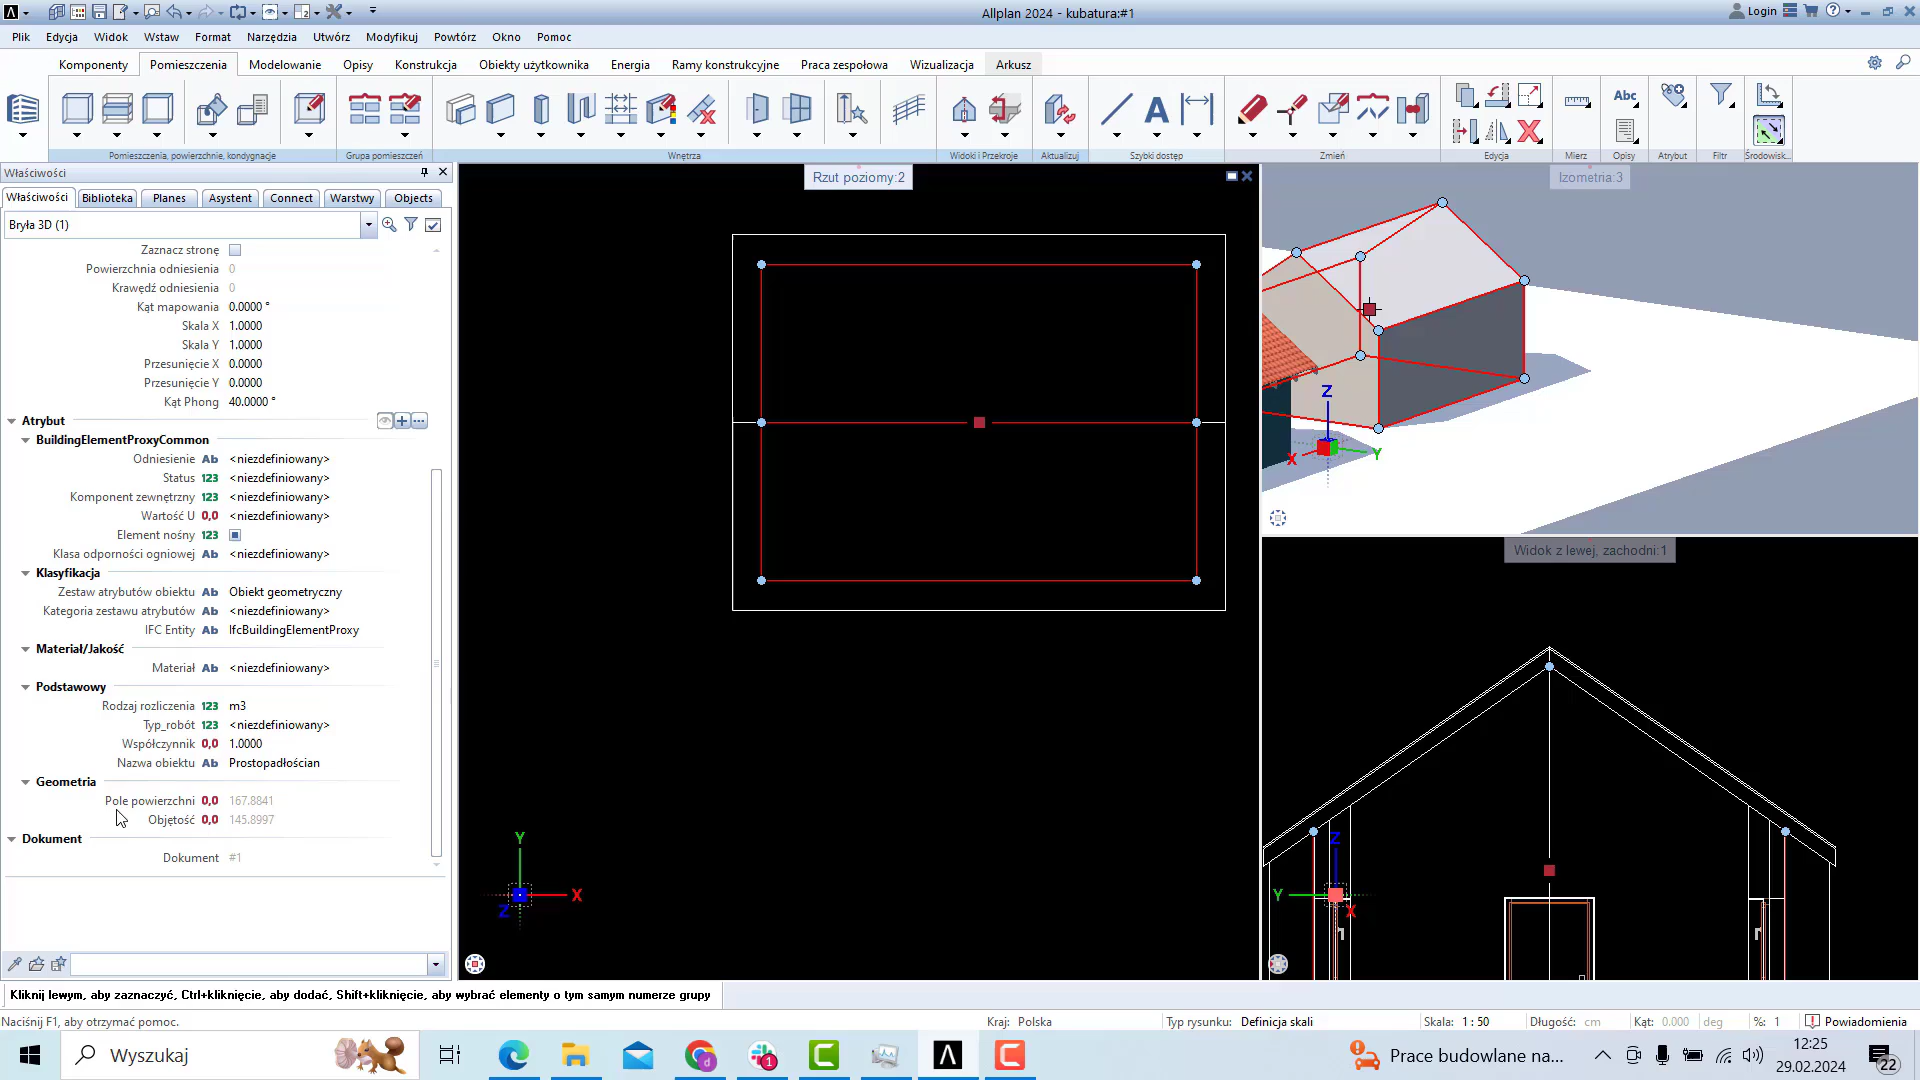 Allplan 2024 - kubatura:#1
Login
Plik Edycja Widok Wstaw Format Narzędzia Utwórz Modyfikuj Powtórz Okno Pomoc
Komponenty Pomieszczenia Modelowanie Opisy Konstrukcja Obiekty użytkownika Energia Ramy konstrukcyjne Praca zespołowa Wizualizacja Arkusz
Abc
Pomieszczenia, powierzchnie, kondygnacje Grupa pomieszczeń Wnętrza Widoki i Przekroje Aktualizuj Szybki dostęp Zmień Edycja Mierz Opisy Atrybut Filtr Środowisk...
Właściwości
Właściwości Biblioteka Planes Asystent Connect Warstwy Objects
Bryła 3D (1)
Zaznacz stronę
Powierzchnia odniesienia 0
Krawędź odniesienia 0
Kąt mapowania 0.0000 °
Skala X 1.0000
Skala Y 1.0000
Przesunięcie X 0.0000
Przesunięcie Y 0.0000
Kąt Phong 40.0000 °
Atrybut
BuildingElementProxyCommon
Odniesienie Ab <niezdefiniowany>
Status 123 <niezdefiniowany>
Komponent zewnętrzny 123 <niezdefiniowany>
Wartość U 0,0 <niezdefiniowany>
Element nośny 123
Klasa odporności ogniowej Ab <niezdefiniowany>
Klasyfikacja
Zestaw atrybutów obiektu Ab Obiekt geometryczny
Kategoria zestawu atrybutów Ab <niezdefiniowany>
IFC Entity Ab IfcBuildingElementProxy
Materiał/Jakość
Materiał Ab <niezdefiniowany>
Podstawowy
Rodzaj rozliczenia 123 m3
Typ_robót 123 <niezdefiniowany>
Współczynnik 0,0 1.0000
Nazwa obiektu Ab Prostopadłościan
Geometria
Pole powierzchni 0,0 167.8841
Objętość 0,0 145.8997
Dokument
Dokument #1
Rzut poziomy:2
Y
X
Z
Izometria:3
Z
X
Y
Widok z lewej, zachodni:1
Z
Y
X
Kliknij lewym, aby zaznaczyć, Ctrl+kliknięcie, aby dodać, Shift+kliknięcie, aby wybrać elementy o tym samym numerze grupy
Naciśnij F1, aby otrzymać pomoc. Kraj: Polska Typ rysunku: Definicja skali Skala: 1 : 50 Długość: cm Kąt: 0.000 deg %: 1 Powiadomienia
Wyszukaj
Prace budowlane na...
12:25
29.02.2024
22